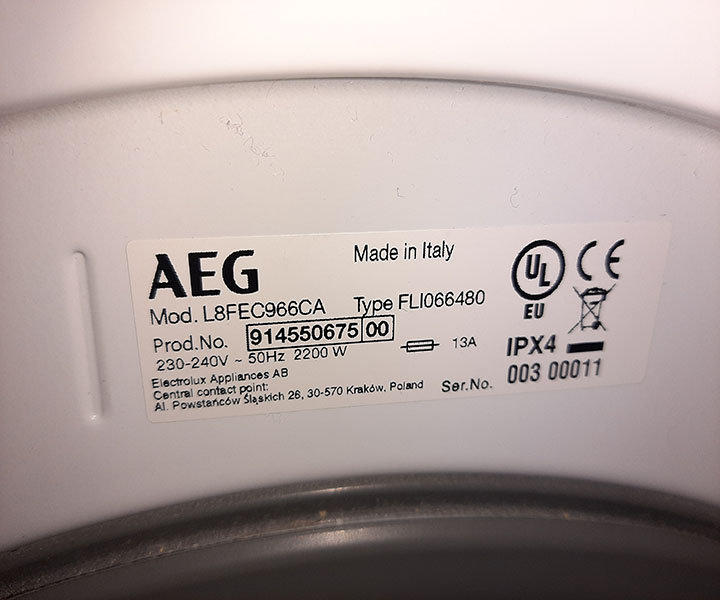 AEG
Made in Italy
Mod. L8FEC966CA Type FLI066480
Prod.No. 914550675 00
230-240V ~ 50Hz 2200 W
13A
Electrolux Appliances AB
Central contact point:
Al. Powstańców Śląskich 26, 30-570 Kraków, Poland
UL
EU
CE
IPX4
Ser.No. 003 00011